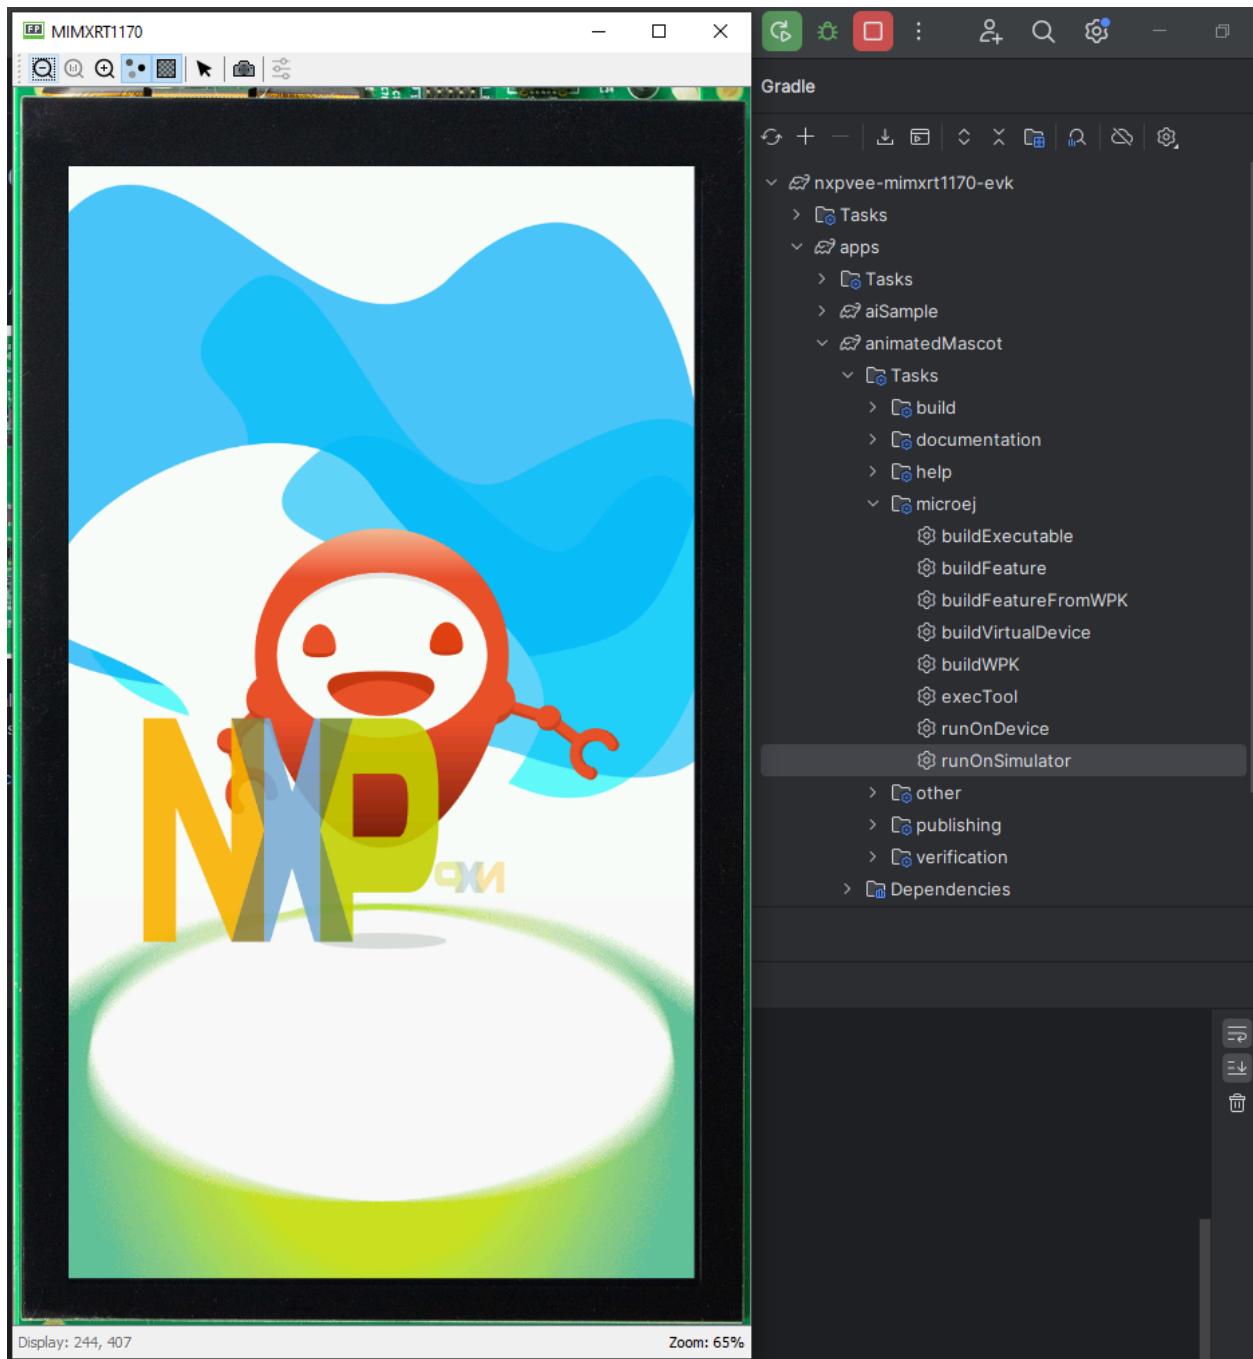 MIMXRT1170
Gradle
nxpvee-mimxrt1170-evk
Tasks
apps
Tasks
aiSample
animatedMascot
Tasks
build
documentation
help
microej
buildExecutable
buildFeature
buildFeatureFromWPK
buildVirtualDevice
buildWPK
execTool
runOnDevice
runOnSimulator
other
publishing
verification
Dependencies
NXP
NXP
Display: 244, 407
Zoom: 65%